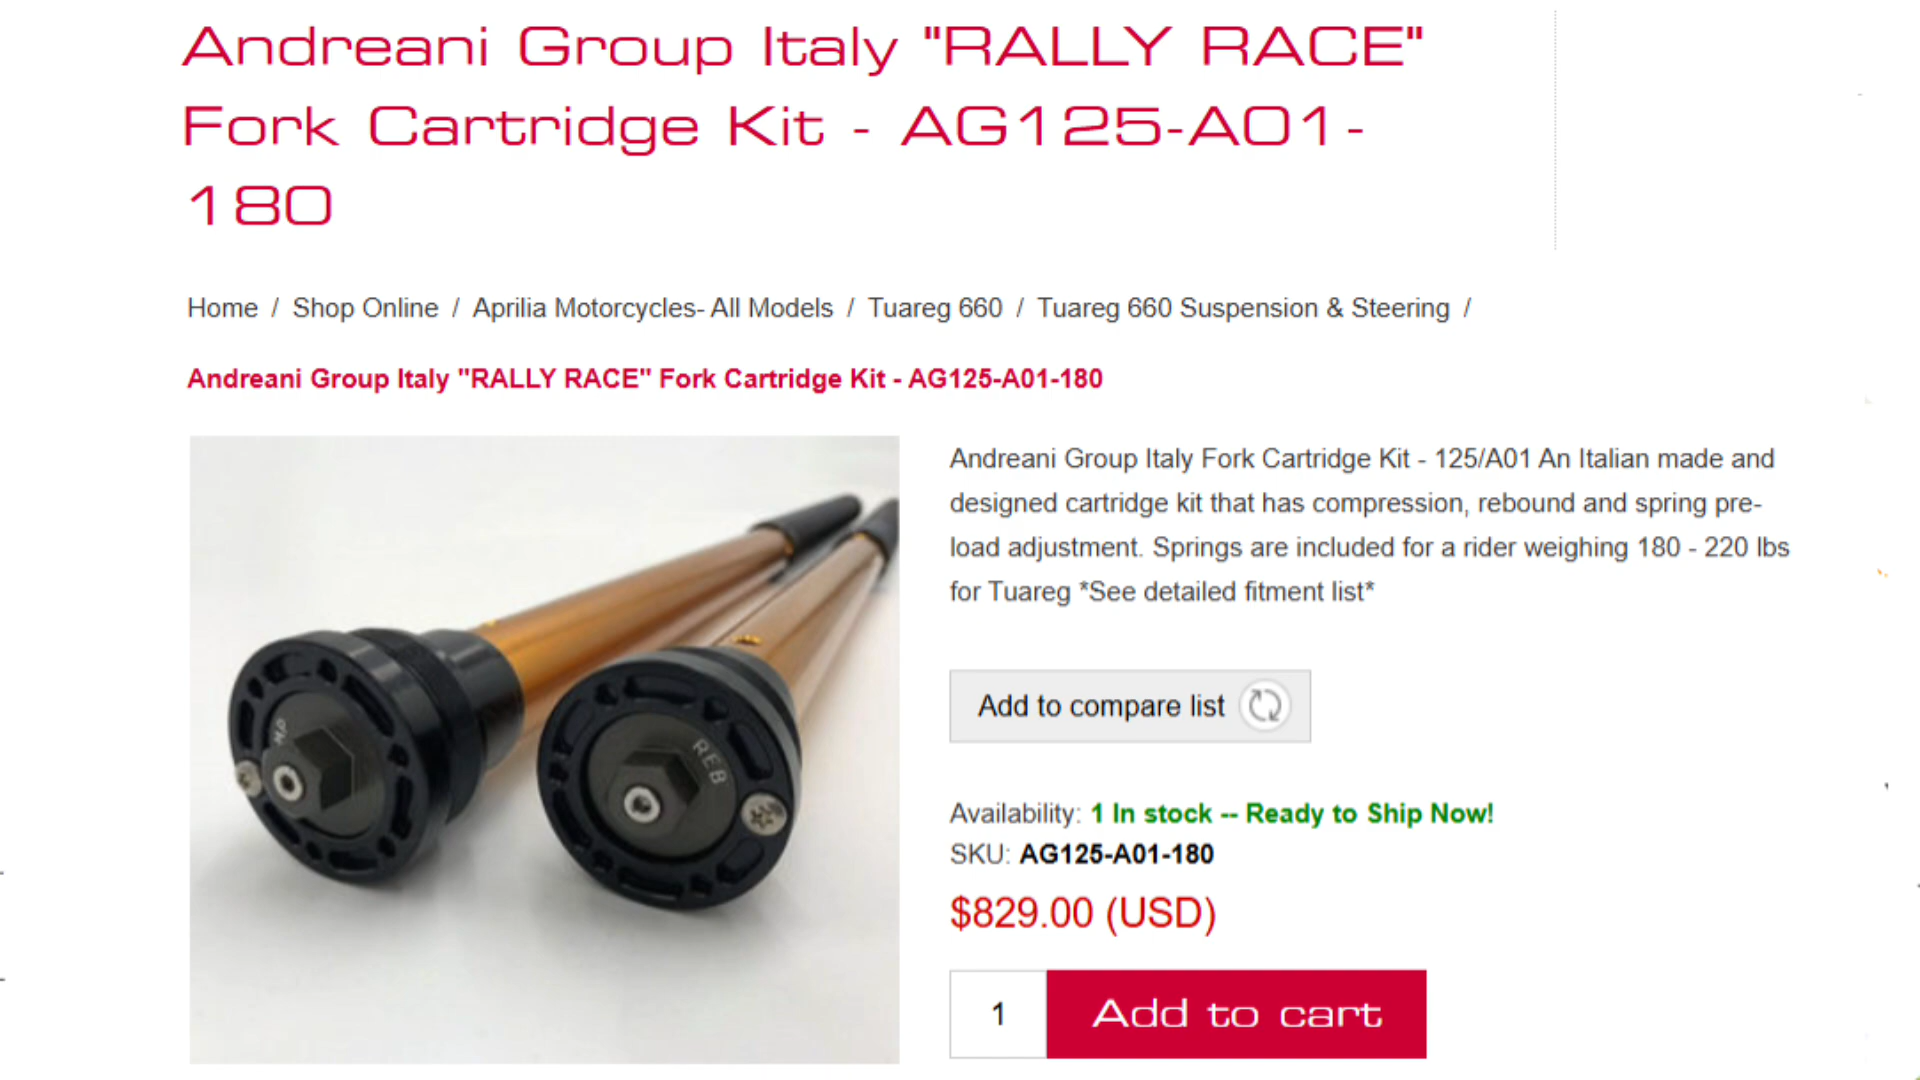 Andreani Group Italy "RALLY RACE"
Fork Cartridge Kit - AG125-A01-
180
Home / Shop Online / Aprilia Motorcycles- All Models / Tuareg 660 / Tuareg 660 Suspension & Steering /
Andreani Group Italy "RALLY RACE" Fork Cartridge Kit - AG125-A01-180
Andreani Group Italy Fork Cartridge Kit - 125/A01 An Italian made and
designed cartridge kit that has compression, rebound and spring pre-
load adjustment. Springs are included for a rider weighing 180 - 220 lbs
for Tuareg *See detailed fitment list*
Add to compare list
REB
Availability: 1 In stock -- Ready to Ship Now!
SKU: AG125-A01-180
$829.00 (USD)
1 Add to cart